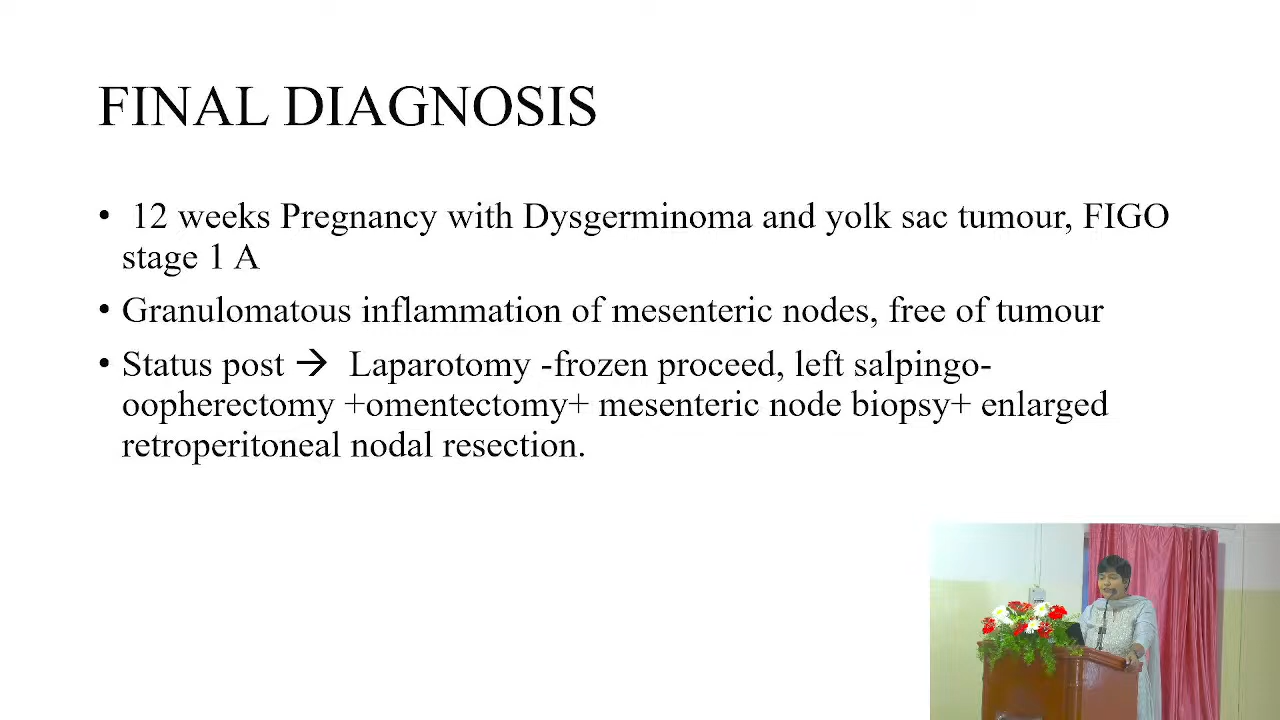 FINAL DIAGNOSIS
• 12 weeks Pregnancy with Dysgerminoma and yolk sac tumour, FIGO
stage 1 A
• Granulomatous inflammation of mesenteric nodes, free of tumour
• Status post → Laparotomy -frozen proceed, left salpingo-
oopherectomy +omentectomy+ mesenteric node biopsy+ enlarged
retroperitoneal nodal resection.